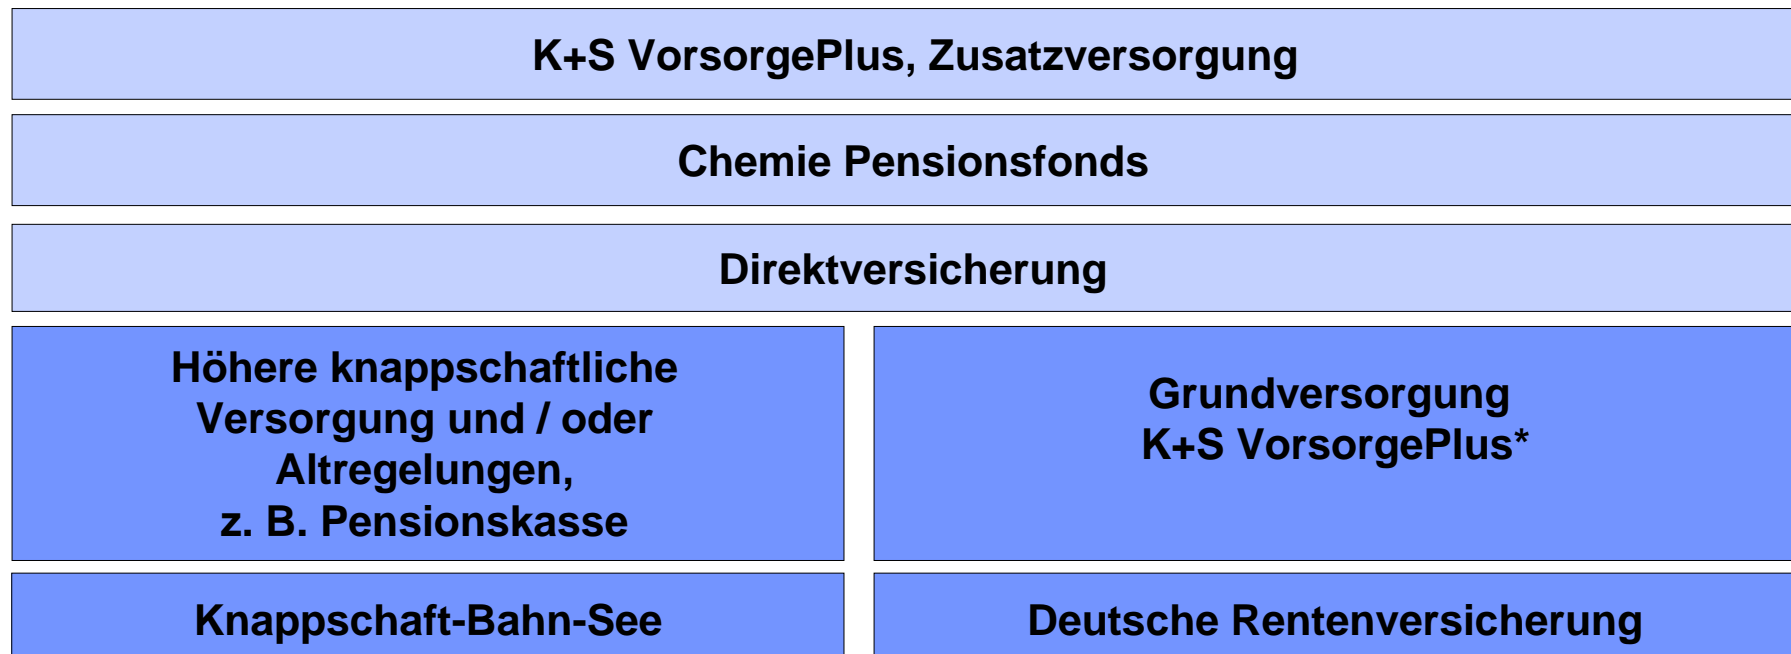 K+S VorsorgePlus, Zusatzversorgung
Chemie Pensionsfonds
Direktversicherung
Höhere knappschaftliche
Versorgung und / oder
Altregelungen,
z. B. Pensionskasse
Grundversorgung
K+S VorsorgePlus*
Knappschaft-Bahn-See
Deutsche Rentenversicherung